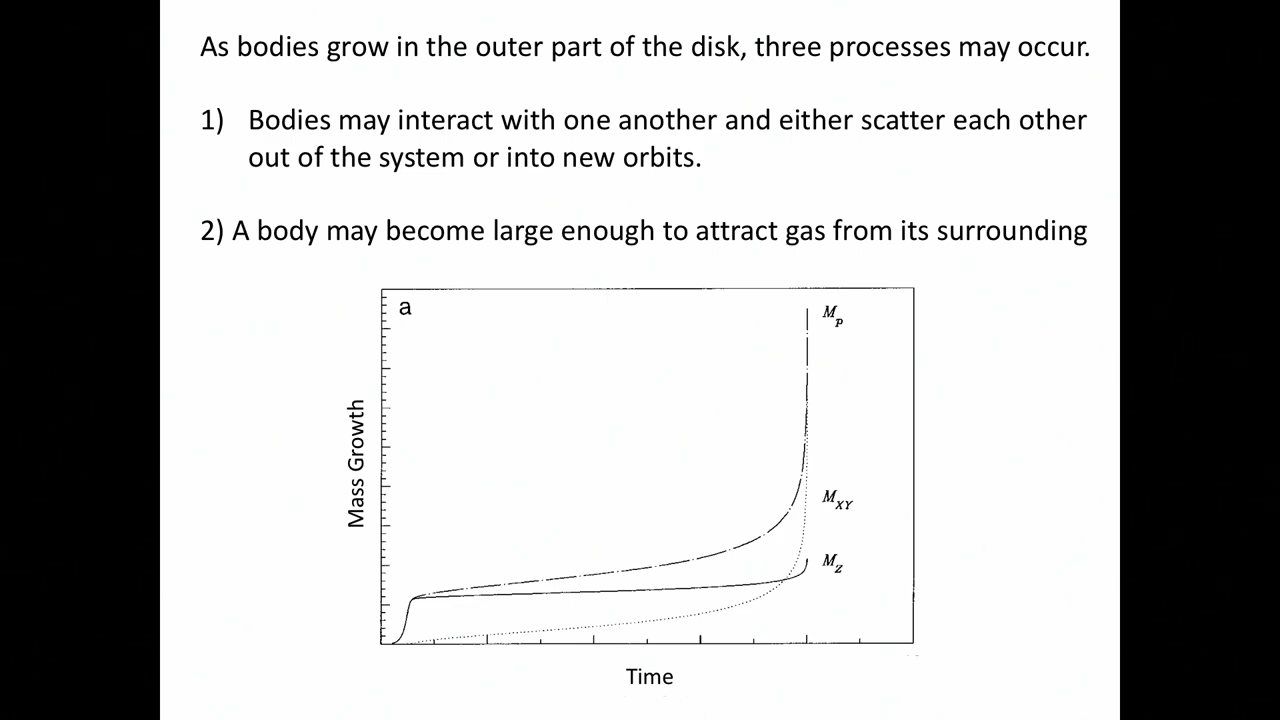 As bodies grow in the outer part of the disk, three processes may occur.
1) Bodies may interact with one another and either scatter each other
out of the system or into new orbits.
2) A body may become large enough to attract gas from its surrounding
a
M_P
Mass Growth
M_XY
M_Z
Time